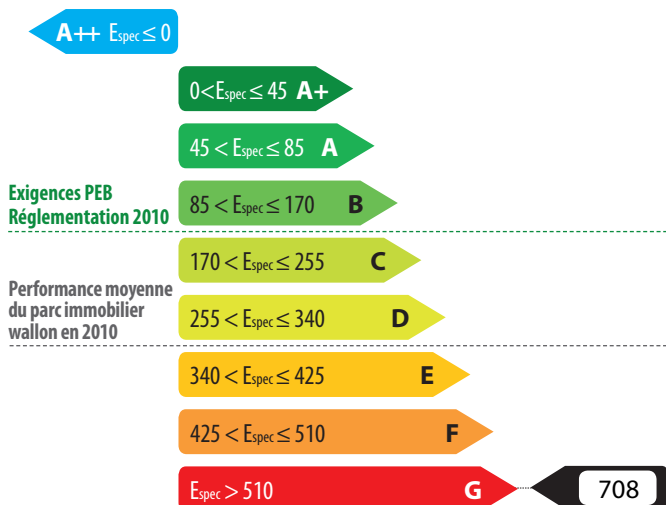 A++ Espec ≤ 0
0 < Espec ≤ 45 A+
45 < Espec ≤ 85 A
Exigences PEB
Réglementation 2010
85 < Espec ≤ 170 B
170 < Espec ≤ 255 C
Performance moyenne
du parc immobilier
wallon en 2010
255 < Espec ≤ 340 D
340 < Espec ≤ 425 E
425 < Espec ≤ 510 F
Espec > 510 G 708